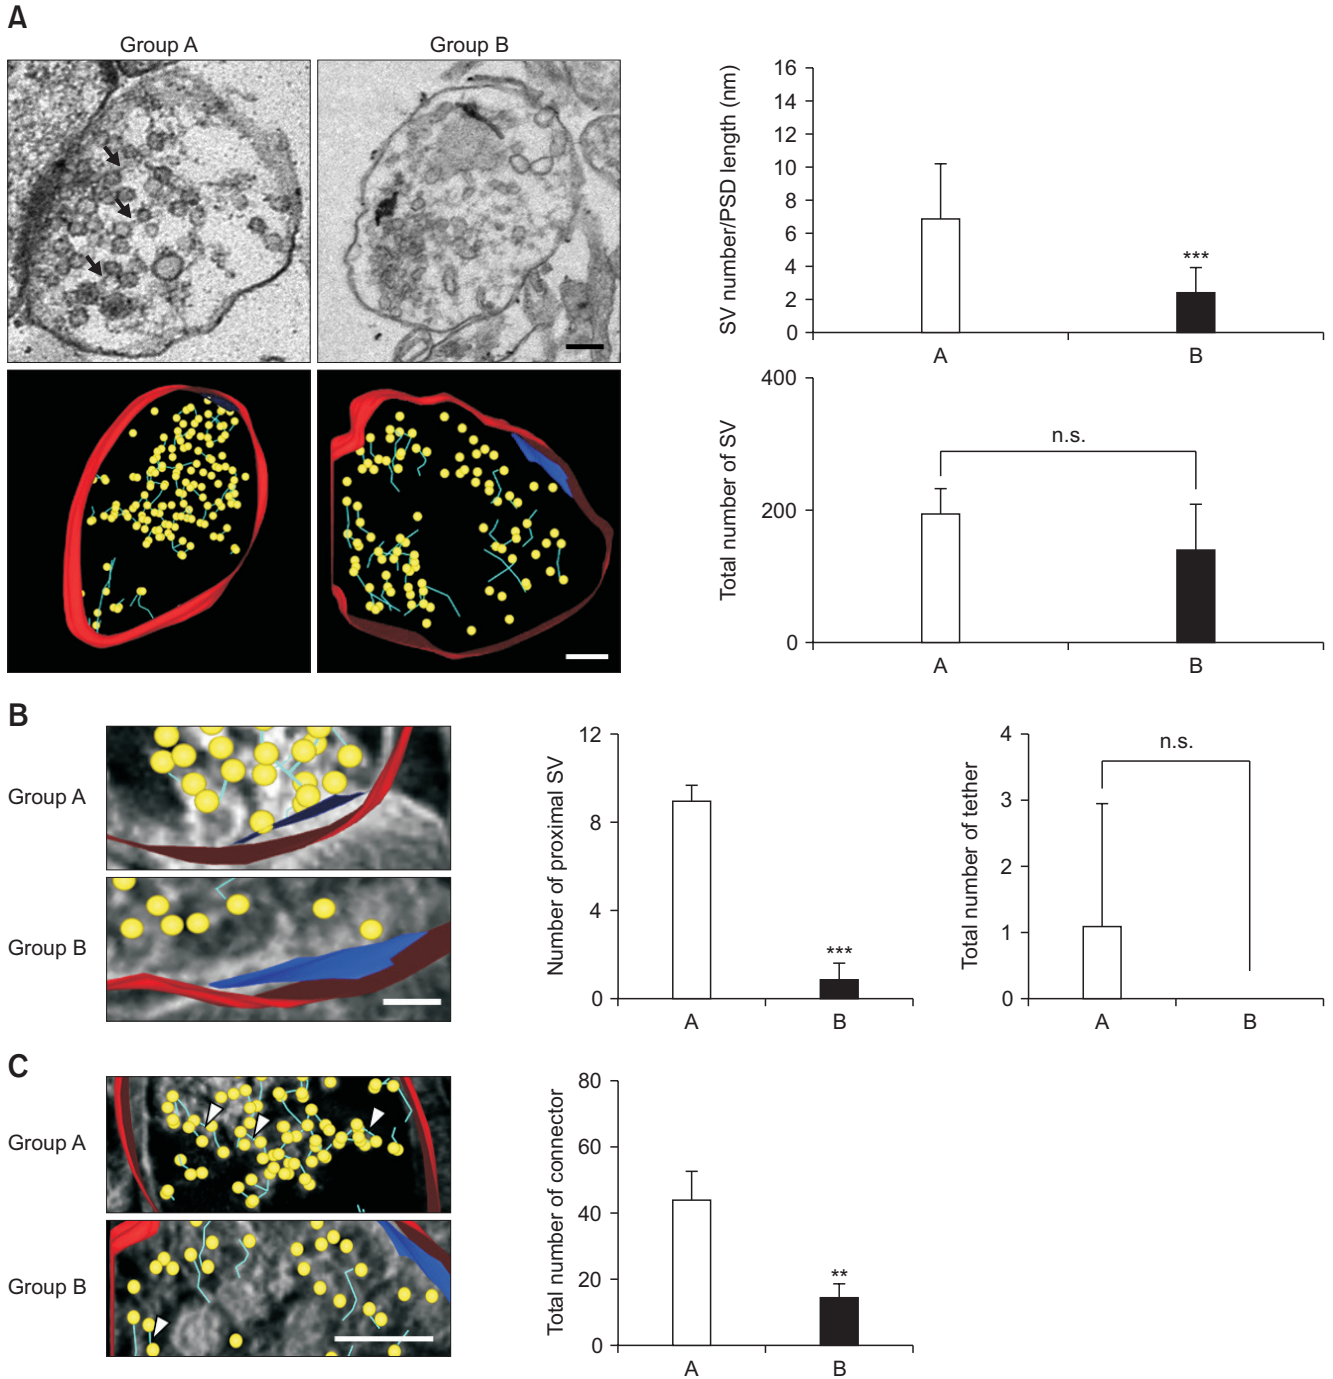 A
Group A
Group B
SV number/PSD length (nm)
16
14
12
10
8
6
4
2
0
***
A
B
Total number of SV
400
200
0
n.s.
A
B
B
Group A
Group B
Number of proximal SV
12
8
4
0
***
A
B
Total number of tether
4
3
2
1
0
n.s.
A
B
C
Group A
Group B
Total number of connector
80
60
40
20
0
**
A
B